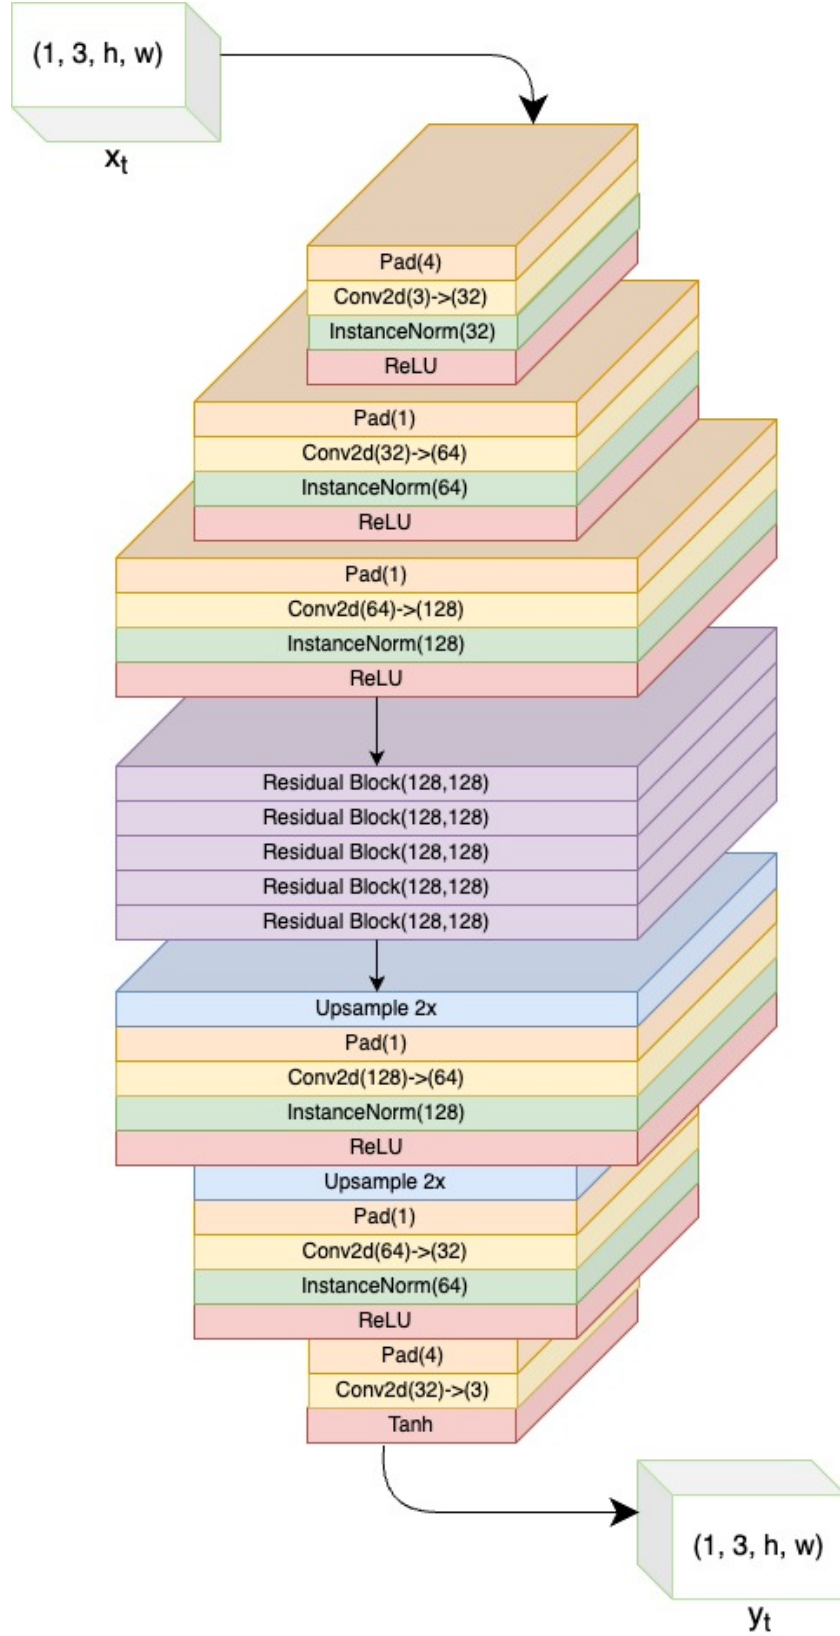 (1, 3, h, w)
xt
Pad(4)
Conv2d(3)->(32)
InstanceNorm(32)
ReLU
Pad(1)
Conv2d(32)->(64)
InstanceNorm(64)
ReLU
Pad(1)
Conv2d(64)->(128)
InstanceNorm(128)
ReLU
Residual Block(128,128)
Residual Block(128,128)
Residual Block(128,128)
Residual Block(128,128)
Residual Block(128,128)
Upsample 2x
Pad(1)
Conv2d(128)->(64)
InstanceNorm(128)
ReLU
Upsample 2x
Pad(1)
Conv2d(64)->(32)
InstanceNorm(64)
ReLU
Pad(4)
Conv2d(32)->(3)
Tanh
(1, 3, h, w)
yt